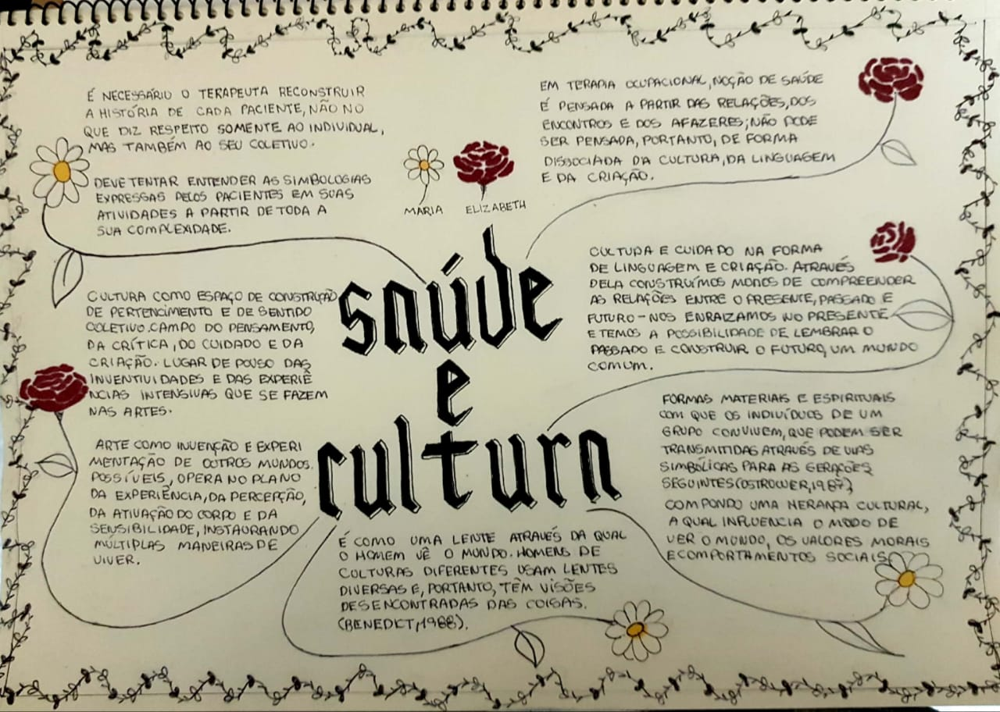 É NECESSÁRIO O TERAPEUTA RECONSTRUIR
A HISTÓRIA DE CADA PACIENTE, NÃO NO
QUE DIZ RESPEITO SOMENTE AO INDIVIDUAL,
MAS TAMBÉM AO SEU COLETIVO.
DEVE TENTAR ENTENDER AS SIMBOLOGIAS
EXPRESSAS PELOS PACIENTES EM SUAS
ATIVIDADES A PARTIR DE TODA A
SUA COMPLEXIDADE.
MARIA
ELIZABETH
EM TERAPIA OCUPACIONAL, NOÇÃO DE SAÚDE
É PENSADA A PARTIR DAS RELAÇÕES, DOS
ENCONTROS E DOS AFAZERES; NÃO PODE
SER PENSADA, PORTANTO, DE FORMA
DISSOCIADA DA CULTURA, DA LINGUAGEM
E DA CRIAÇÃO.
saúde
e
cultura
CULTURA COMO ESPAÇO DE CONSTRUÇÃO
DE PERTENCIMENTO E DE SENTIDO
COLETIVO. CAMPO DO PENSAMENTO,
DA CRÍTICA, DO CUIDADO E DA
CRIAÇÃO. LUGAR DE POUSO DAS
INVENTIVIDADES E DAS EXPERIÊ
NCIAS INTENSIVAS QUE SE FAZEM
NAS ARTES.
ARTE COMO INVENÇÃO E EXPERI
MENTAÇÃO DE OUTROS MUNDOS.
POSSÍVEIS, OPERA NO PLANO
DA EXPERIÊNCIA, DA PERCEPÇÃO,
DA ATIVAÇÃO DO CORPO E DA
SENSIBILIDADE, INSTAURANDO
MÚLTIPLAS MANEIRAS DE
VIVER.
CULTURA E CUIDADO NA FORMA
DE LINGUAGEM E CRIAÇÃO. ATRAVÉS
DELA CONSTRUÍMOS MODOS DE COMPREENDER
AS RELAÇÕES ENTRE O PRESENTE, PASSADO E
FUTURO - NOS ENRAIZAMOS NO PRESENTE
E TEMOS A POSSIBILIDADE DE LEMBRAR O
PASSADO E CONSTRUIR O FUTURO, UM MUNDO
COMUM.
FORMAS MATERIAIS E ESPIRITUAIS
COM QUE OS INDIVÍDUOS DE UM
GRUPO CONVIVEM, QUE PODEM SER
TRANSMITIDAS ATRAVÉS DE VIAS
SIMBÓLICAS PARA AS GERAÇÕES
SEGUINTES (OSTROWER, 1987)
COMPONDO UMA HERANÇA CULTURAL,
A QUAL INFLUENCIA O MODO DE
VER O MUNDO, OS VALORES MORAIS
E COMPORTAMENTOS SOCIAIS.
É COMO UMA LENTE ATRAVÉS DA QUAL
O HOMEM VÊ O MUNDO. HOMENS DE
CULTURAS DIFERENTES USAM LENTES
DIVERSAS E, PORTANTO, TÊM VISÕES
DESENCONTRADAS DAS COISAS.
(BENEDICT, 1988).